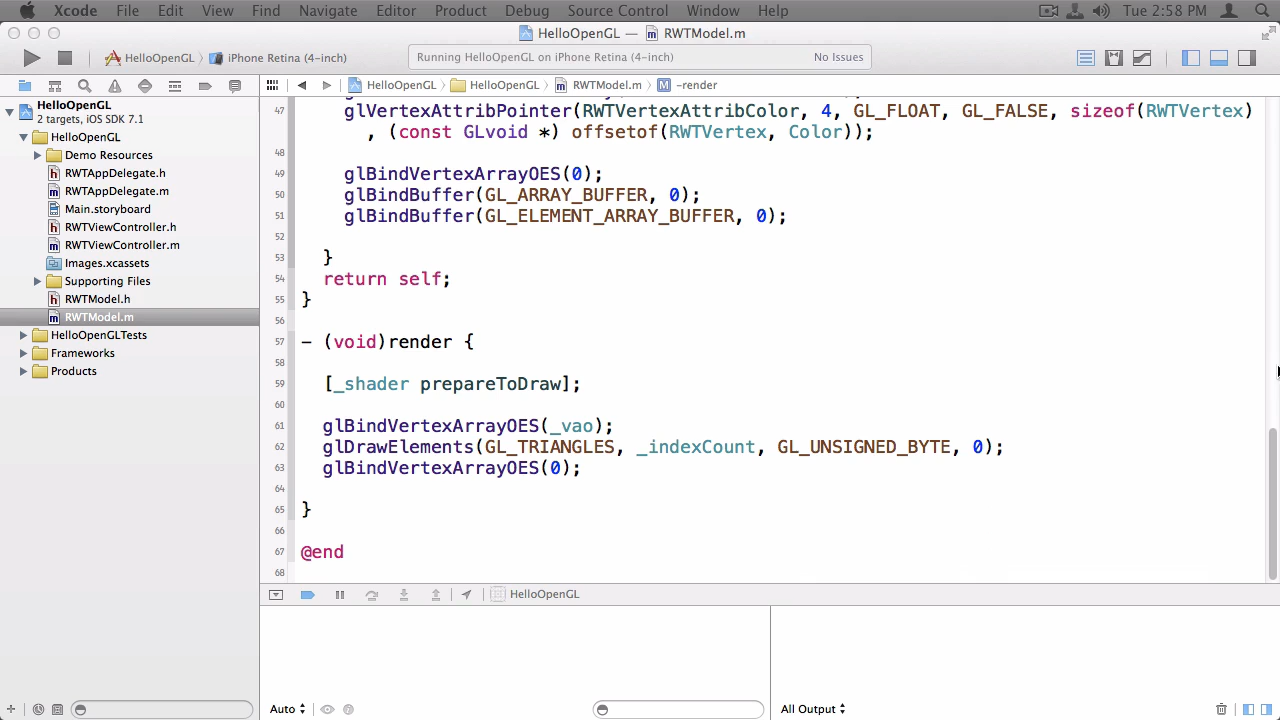 Xcode File Edit View Find Navigate Editor Product Debug Source Control Window Help Tue 2:58 PM
HelloOpenGL — RWTModel.m
HelloOpenGL iPhone Retina (4-inch) Running HelloOpenGL on iPhone Retina (4-inch) No Issues
HelloOpenGL HelloOpenGL RWTModel.m M -render
HelloOpenGL
2 targets, iOS SDK 7.1
HelloOpenGL
Demo Resources
RWTAppDelegate.h
RWTAppDelegate.m
Main.storyboard
RWTViewController.h
RWTViewController.m
Images.xcassets
Supporting Files
RWTModel.h
RWTModel.m
HelloOpenGLTests
Frameworks
Products
47 glVertexAttribPointer(RWTVertexAttribColor, 4, GL_FLOAT, GL_FALSE, sizeof(RWTVertex)
, (const GLvoid *) offsetof(RWTVertex, Color));
48
49 glBindVertexArrayOES(0);
50 glBindBuffer(GL_ARRAY_BUFFER, 0);
51 glBindBuffer(GL_ELEMENT_ARRAY_BUFFER, 0);
52
53 }
54 return self;
55 }
56
57 - (void)render {
58
59 [_shader prepareToDraw];
60
61 glBindVertexArrayOES(_vao);
62 glDrawElements(GL_TRIANGLES, _indexCount, GL_UNSIGNED_BYTE, 0);
63 glBindVertexArrayOES(0);
64
65 }
66
67 @end
68
HelloOpenGL
Auto All Output